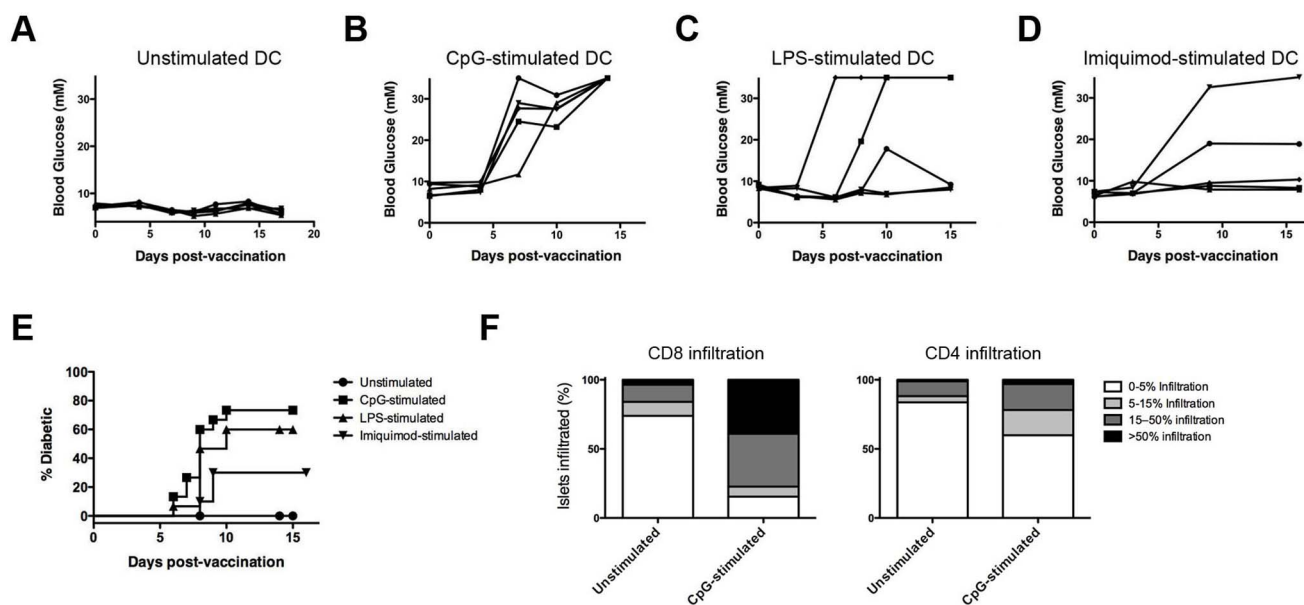 A
Unstimulated DC
Blood Glucose (mM)
30
20
10
0 5 10 15 20
Days post-vaccination
B
CpG-stimulated DC
Blood Glucose (mM)
30
20
10
0
0 5 10 15
Days post-vaccination
C
LPS-stimulated DC
Blood Glucose (mM)
30
20
10
0
0 5 10 15
Days post-vaccination
D
Imiquimod-stimulated DC
Blood Glucose (mM)
30
20
10
0
0 5 10 15
Days post-vaccination
E
% Diabetic
100
80
60
40
20
0
0 5 10 15
Days post-vaccination
Unstimulated
CpG-stimulated
LPS-stimulated
Imiquimod-stimulated
F
CD8 infiltration
Islets infiltrated (%)
100
50
0
Unstimulated
CpG-stimulated
CD4 infiltration
100
50
0
Unstimulated
CpG-stimulated
0-5% Infiltration
5-15% Infiltration
15–50% infiltration
>50% infiltration